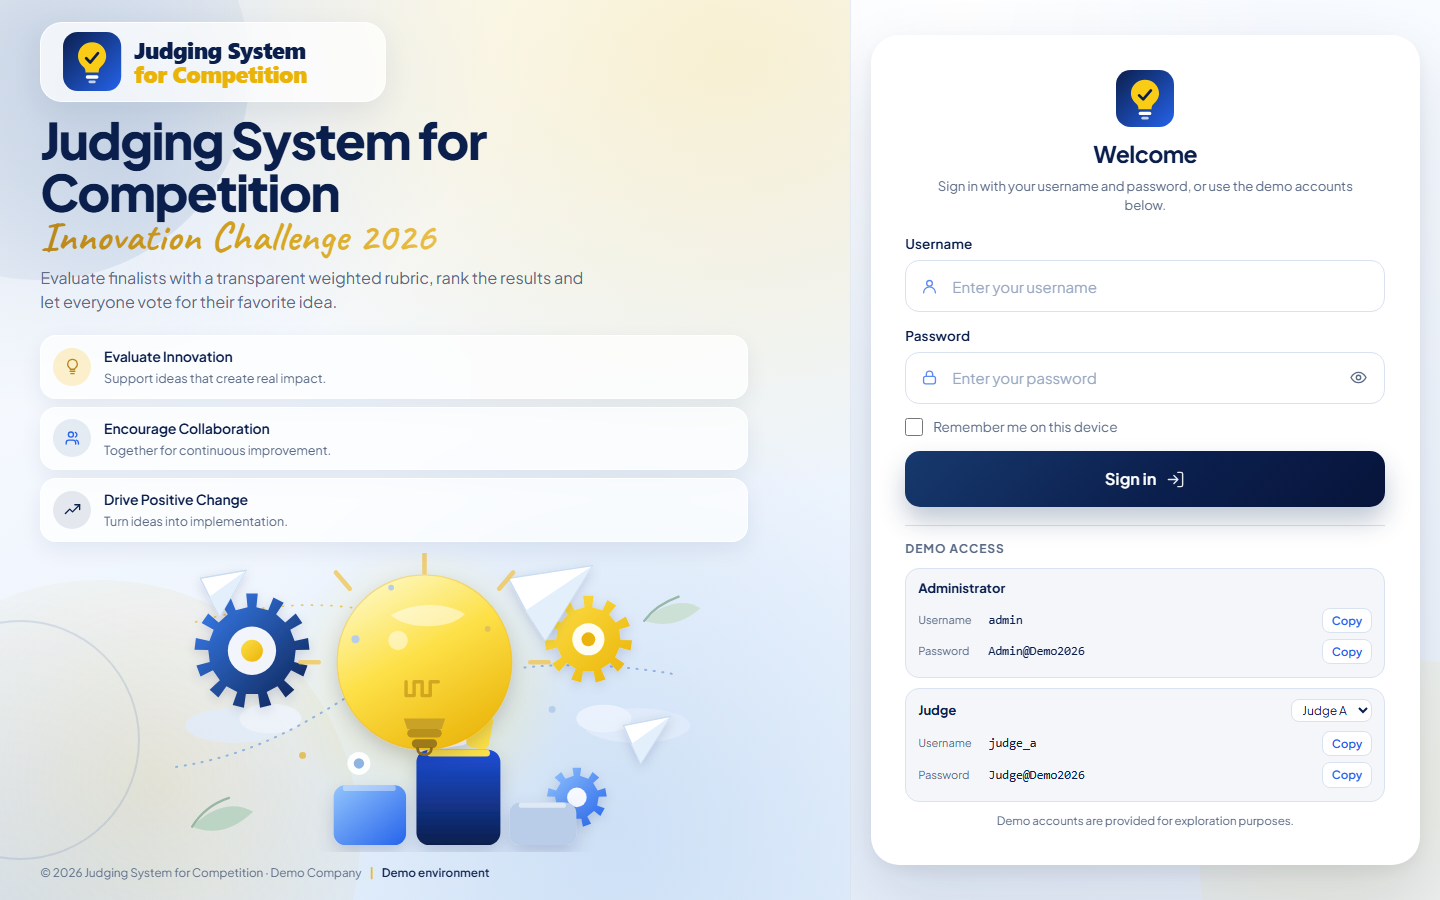 Judging System
for Competition
Judging System for
Competition
Innovation Challenge 2026
Evaluate finalists with a transparent weighted rubric, rank the results and
let everyone vote for their favorite idea.
Evaluate Innovation
Support ideas that create real impact.
Encourage Collaboration
Together for continuous improvement.
Drive Positive Change
Turn ideas into implementation.
© 2026 Judging System for Competition · Demo Company | Demo environment
Welcome
Sign in with your username and password, or use the demo accounts
below.
Username
Enter your username
Password
Enter your password
Remember me on this device
Sign in
DEMO ACCESS
Administrator
Username admin Copy
Password Admin@Demo2026 Copy
Judge Judge A
Username judge_a Copy
Password Judge@Demo2026 Copy
Demo accounts are provided for exploration purposes.